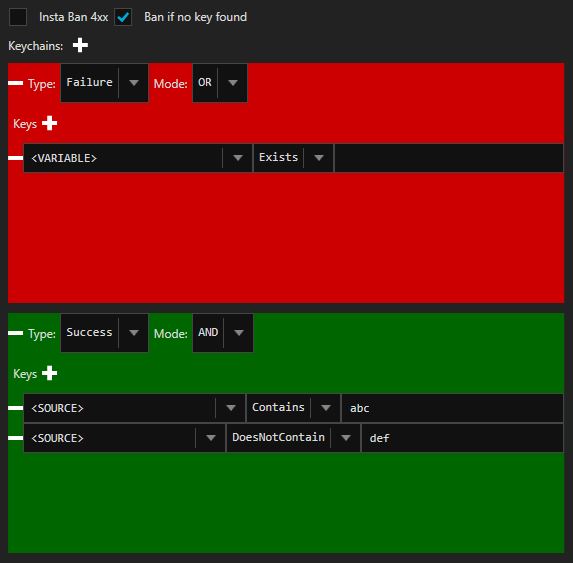 Insta Ban 4xx Ban if no key found
Keychains:
Type: Failure Mode: OR
Keys
<VARIABLE> Exists
Type: Success Mode: AND
Keys
<SOURCE> Contains abc
<SOURCE> DoesNotContain def